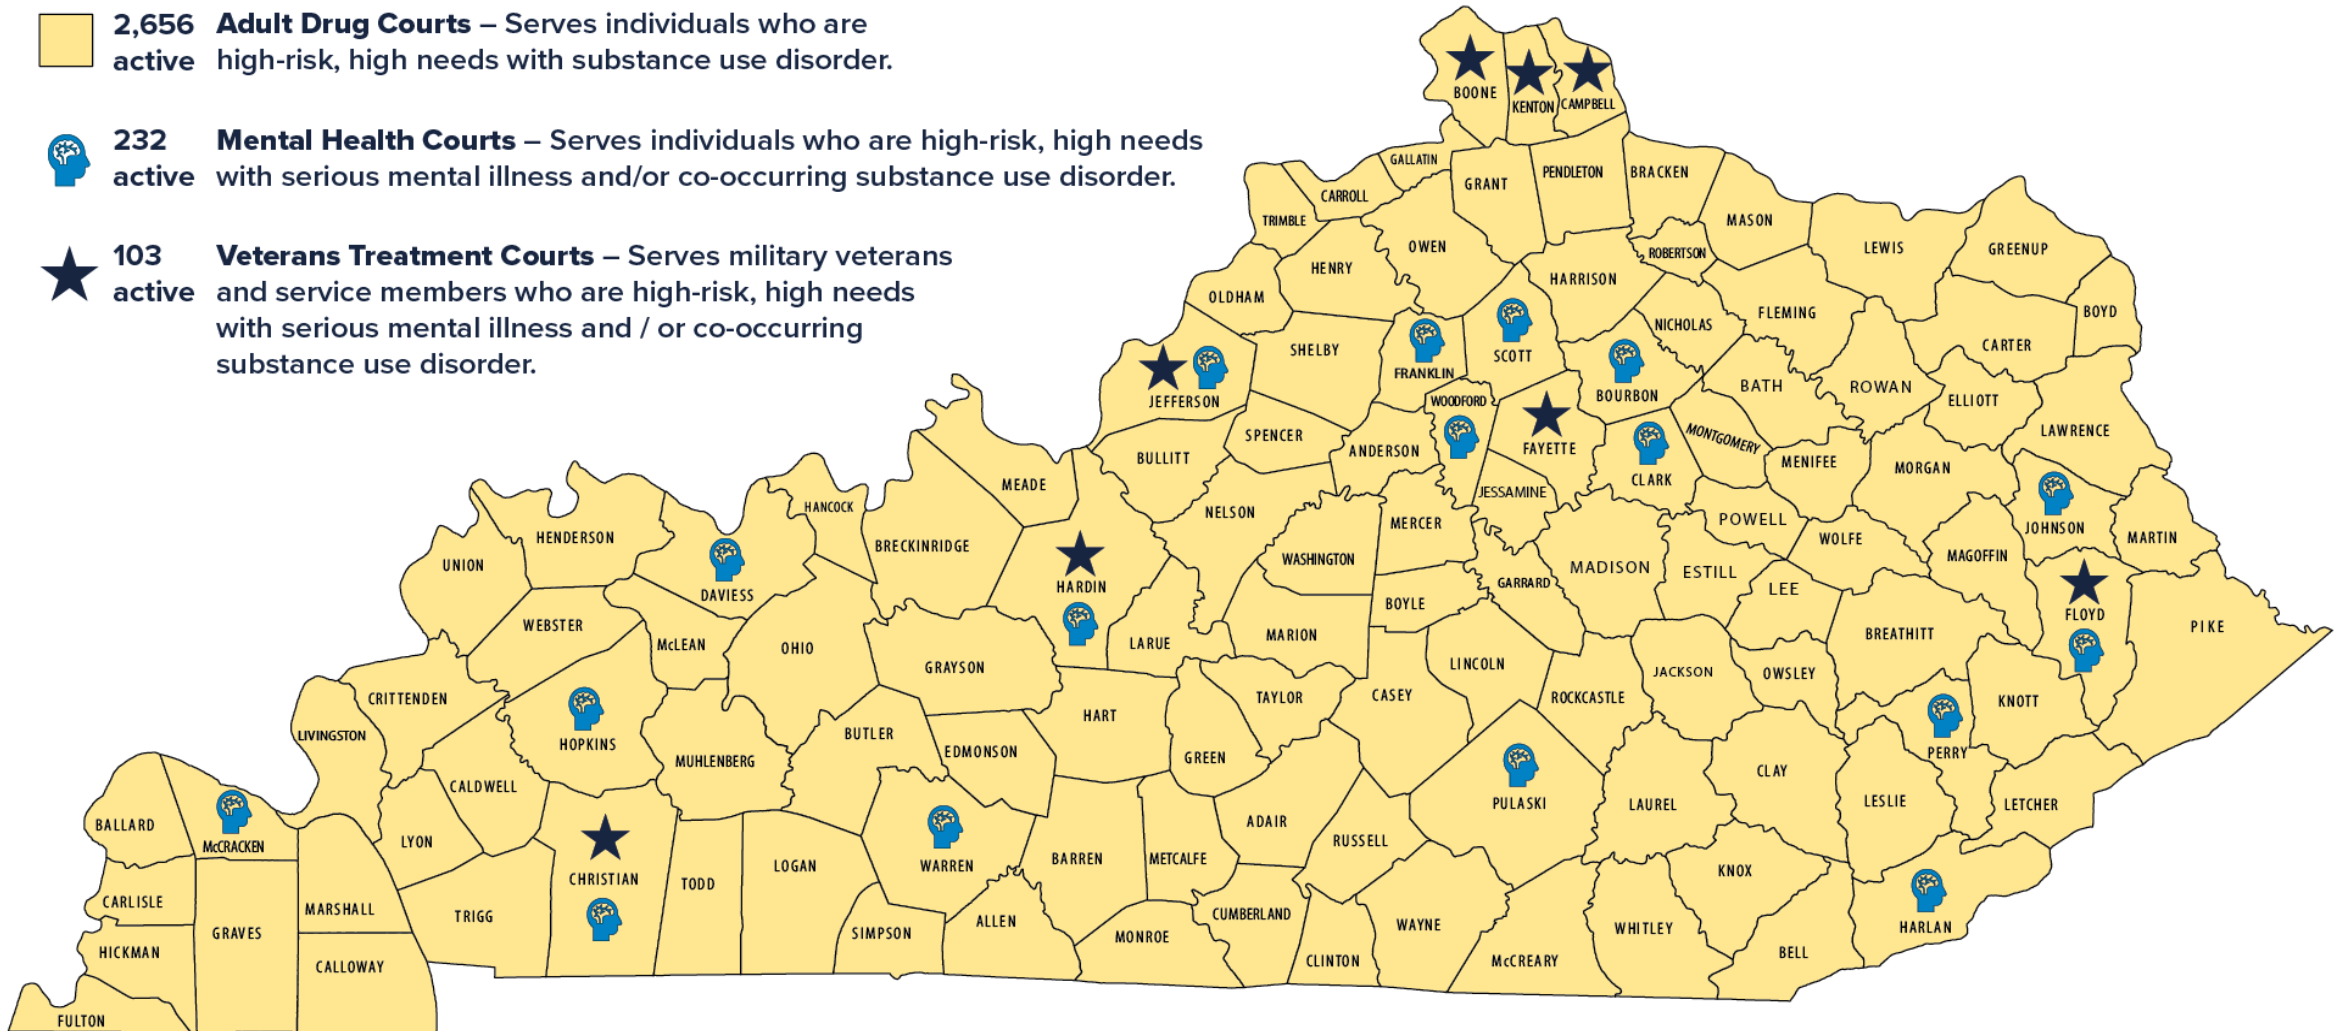 2,656 active Adult Drug Courts – Serves individuals who are
high-risk, high needs with substance use disorder.
232 active Mental Health Courts – Serves individuals who are high-risk, high needs
with serious mental illness and/or co-occurring substance use disorder.
103 active Veterans Treatment Courts – Serves military veterans
and service members who are high-risk, high needs
with serious mental illness and / or co-occurring
substance use disorder.
BOONE
KENTON
CAMPBELL
GALLATIN
GRANT
PENDLETON
BRACKEN
CARROLL
TRIMBLE
MASON
OWEN
HENRY
ROBERTSON
LEWIS
GREENUP
HARRISON
OLDHAM
FLEMING
BOYD
NICHOLAS
SHELBY
SCOTT
CARTER
FRANKLIN
BATH
ROWAN
JEFFERSON
WOODFORD
BOURBON
ELLIOTT
SPENCER
ANDERSON
FAYETTE
MONTGOMERY
LAWRENCE
BULLITT
MENIFEE
MORGAN
MEADE
CLARK
JESSAMINE
HANCOCK
NELSON
MERCER
POWELL
JOHNSON
HENDERSON
BRECKINRIDGE
WOLFE
MARTIN
UNION
WASHINGTON
MAGOFFIN
DAVIESS
HARDIN
GARRARD
MADISON
ESTILL
LEE
BOYLE
FLOYD
WEBSTER
McLEAN
OHIO
LARUE
MARION
BREATHITT
PIKE
GRAYSON
LINCOLN
JACKSON
OWSLEY
CRITTENDEN
TAYLOR
CASEY
ROCKCASTLE
KNOTT
LIVINGSTON
HOPKINS
BUTLER
HART
MUHLENBERG
EDMONSON
GREEN
PERRY
CALDWELL
CLAY
PULASKI
LAUREL
LESLIE
LETCHER
BALLARD
McCRACKEN
LYON
ADAIR
RUSSELL
LOGAN
WARREN
BARREN
METCALFE
KNOX
CHRISTIAN
TODD
CARLISLE
MARSHALL
TRIGG
ALLEN
CUMBERLAND
WAYNE
WHITLEY
HARLAN
GRAVES
SIMPSON
MONROE
HICKMAN
CALLOWAY
CLINTON
McCREARY
BELL
FULTON